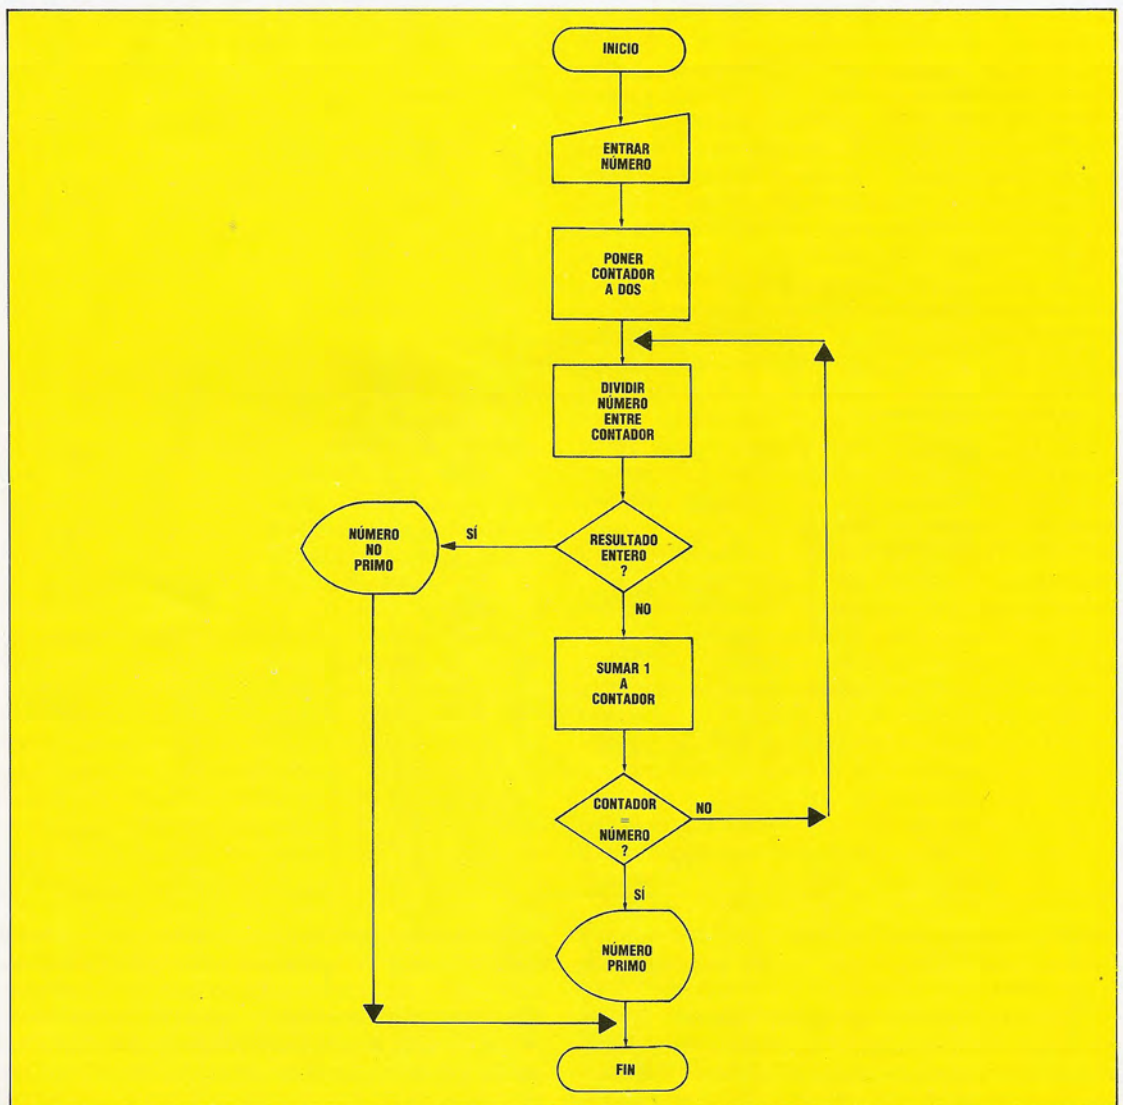 INICIO
ENTRAR
NÚMERO
PONER
CONTADOR
A DOS
DIVIDIR
NÚMERO
ENTRE
CONTADOR
RESULTADO
ENTERO
?
SÍ
NÚMERO
NO
PRIMO
NO
SUMAR 1
A
CONTADOR
CONTADOR
=
NÚMERO
?
NO
SÍ
NÚMERO
PRIMO
FIN